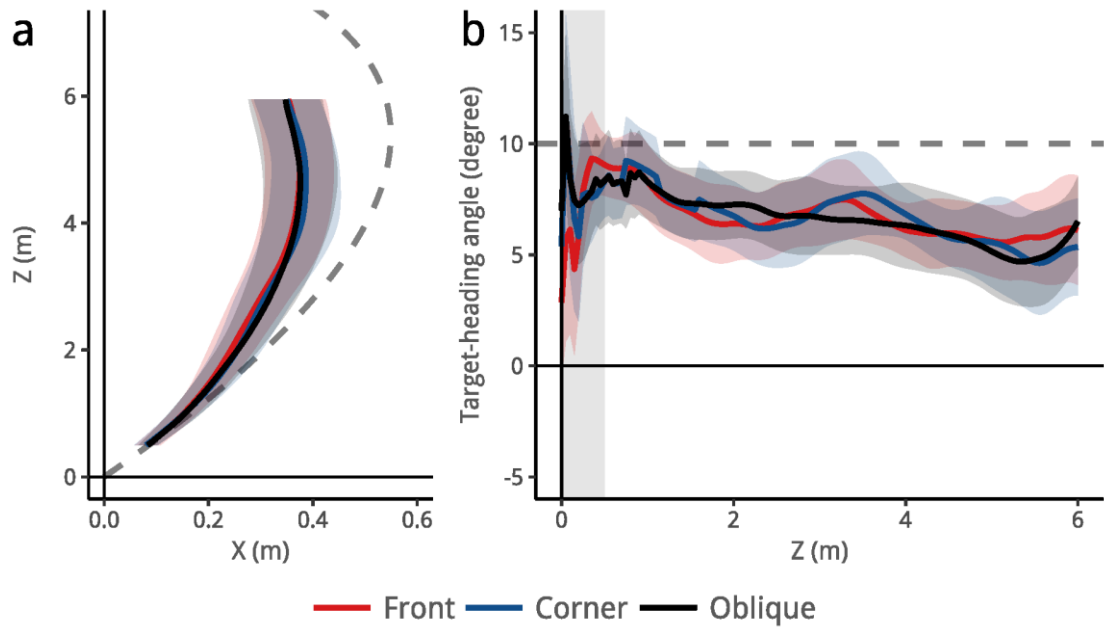 a
Z (m)
6
4
2
0
0.0 0.2 0.4 0.6
X (m)
b
Target-heading angle (degree)
15
10
5
0
-5
0 2 4 6
Z (m)
Front Corner Oblique